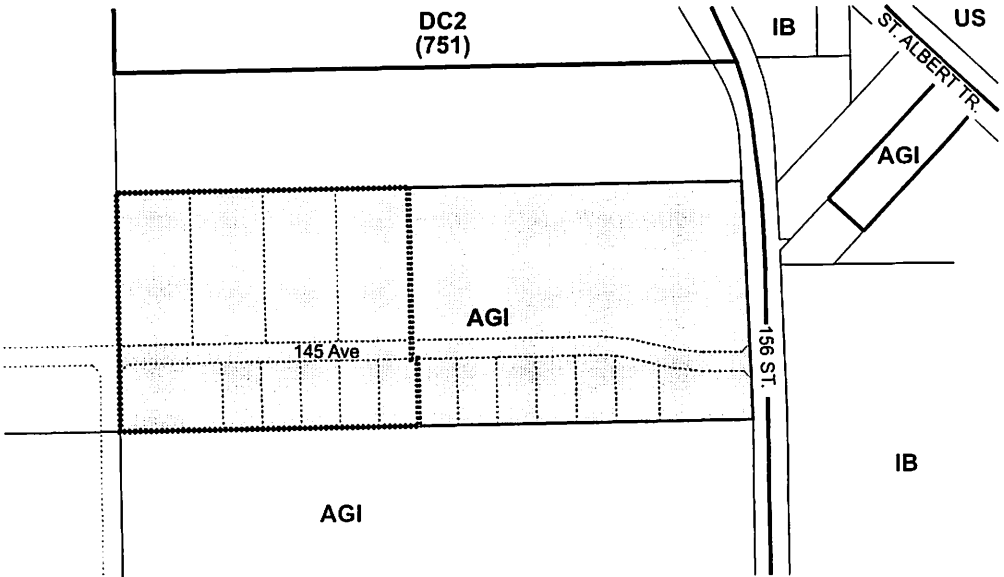 DC2
(751)
IB
US
ST. ALBERT TR.
AGI
AGI
145 Ave
156 ST.
IB
AGI